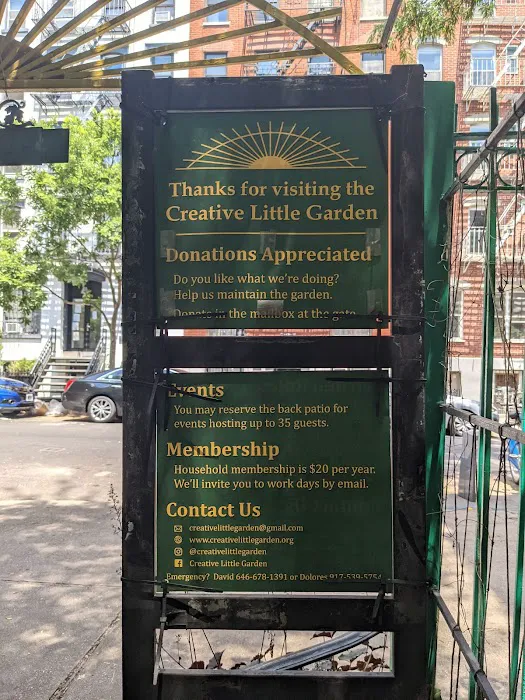 Thanks for visiting the
Creative Little Garden
Donations Appreciated
Do you like what we're doing?
Help us maintain the garden.
Donate in the mailbox at the gate
Events
You may reserve the back patio for
events hosting up to 35 guests.
Membership
Household membership is $20 per year.
We'll invite you to work days by email.
Contact Us
creativelittlegarden@gmail.com
www.creativelittlegarden.org
@creativelittlegarden
Creative Little Garden
Emergency? David 646-678-1391 or Dolores 917-539-5754